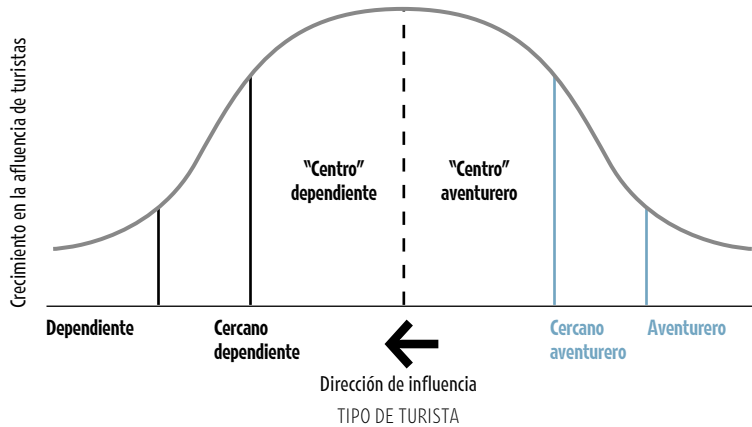 Crecimiento en la afluencia de turistas
"Centro"
dependiente
"Centro"
aventurero
Dependiente
Cercano
dependiente
Cercano
aventurero
Aventurero
Dirección de influencia
TIPO DE TURISTA